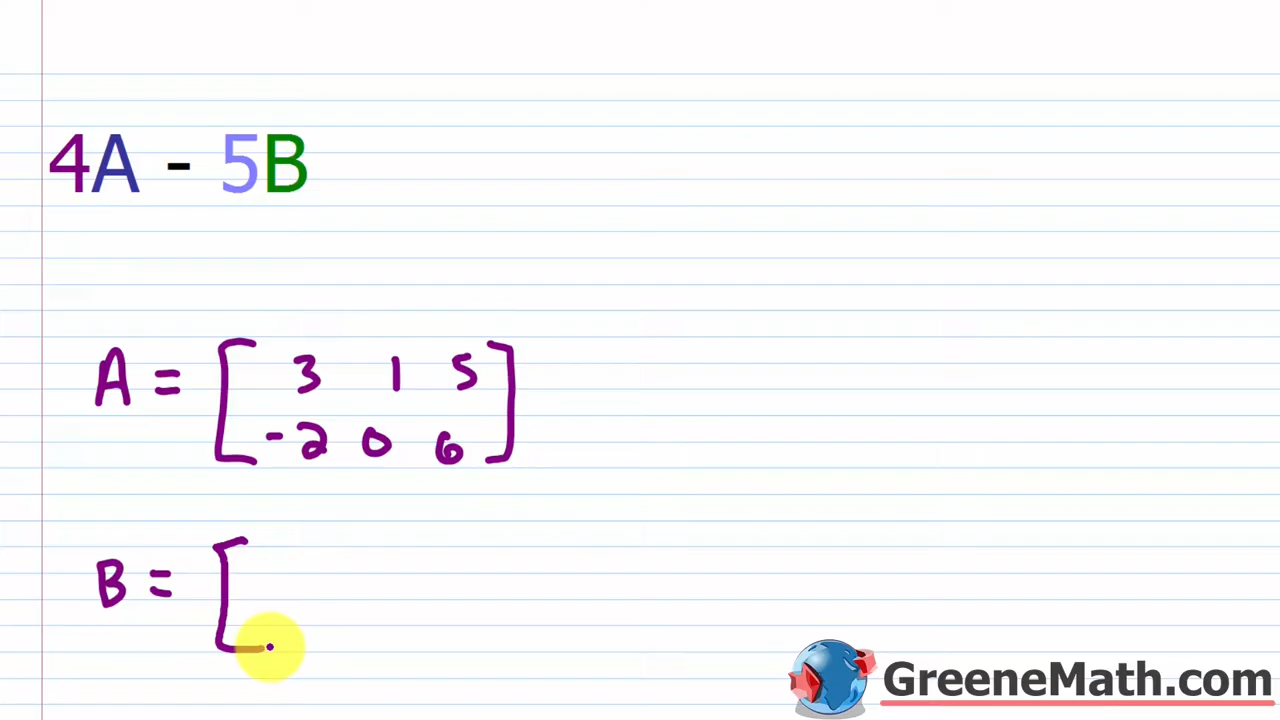 4A - 5B
A = [ 3 1 5
-2 0 6 ]
B = [
GreeneMath.com